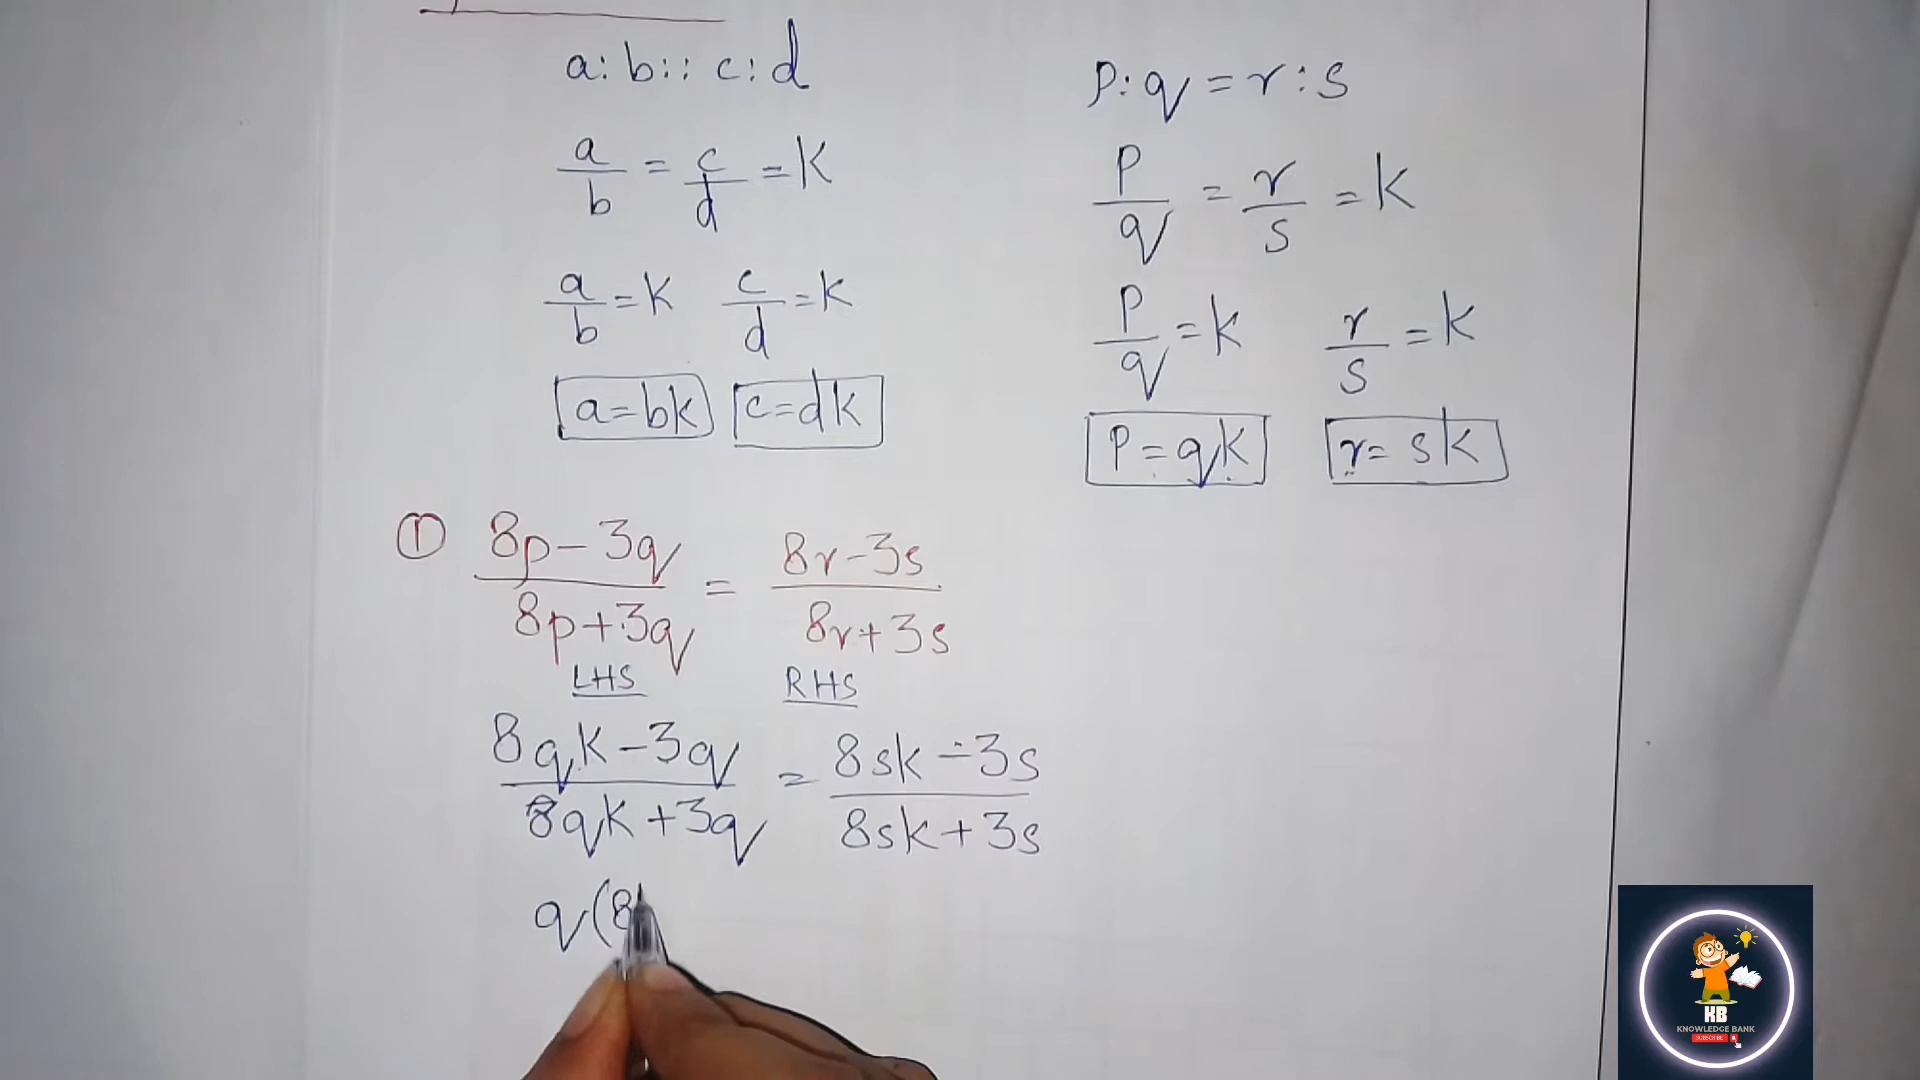 a : b :: c : d
a/b = c/d = K
a/b = K c/d = K
a = bk c = dk
P : q = r : s
P/q = r/s = K
P/q = k r/s = k
P = qk r = sk
① 8p - 3q / 8p + 3q = 8r - 3s / 8r + 3s
LHS RHS
8qk - 3q / 8qk + 3q = 8sk - 3s / 8sk + 3s
q(8
KB
KNOWLEDGE BANK
SUBSCRIBE